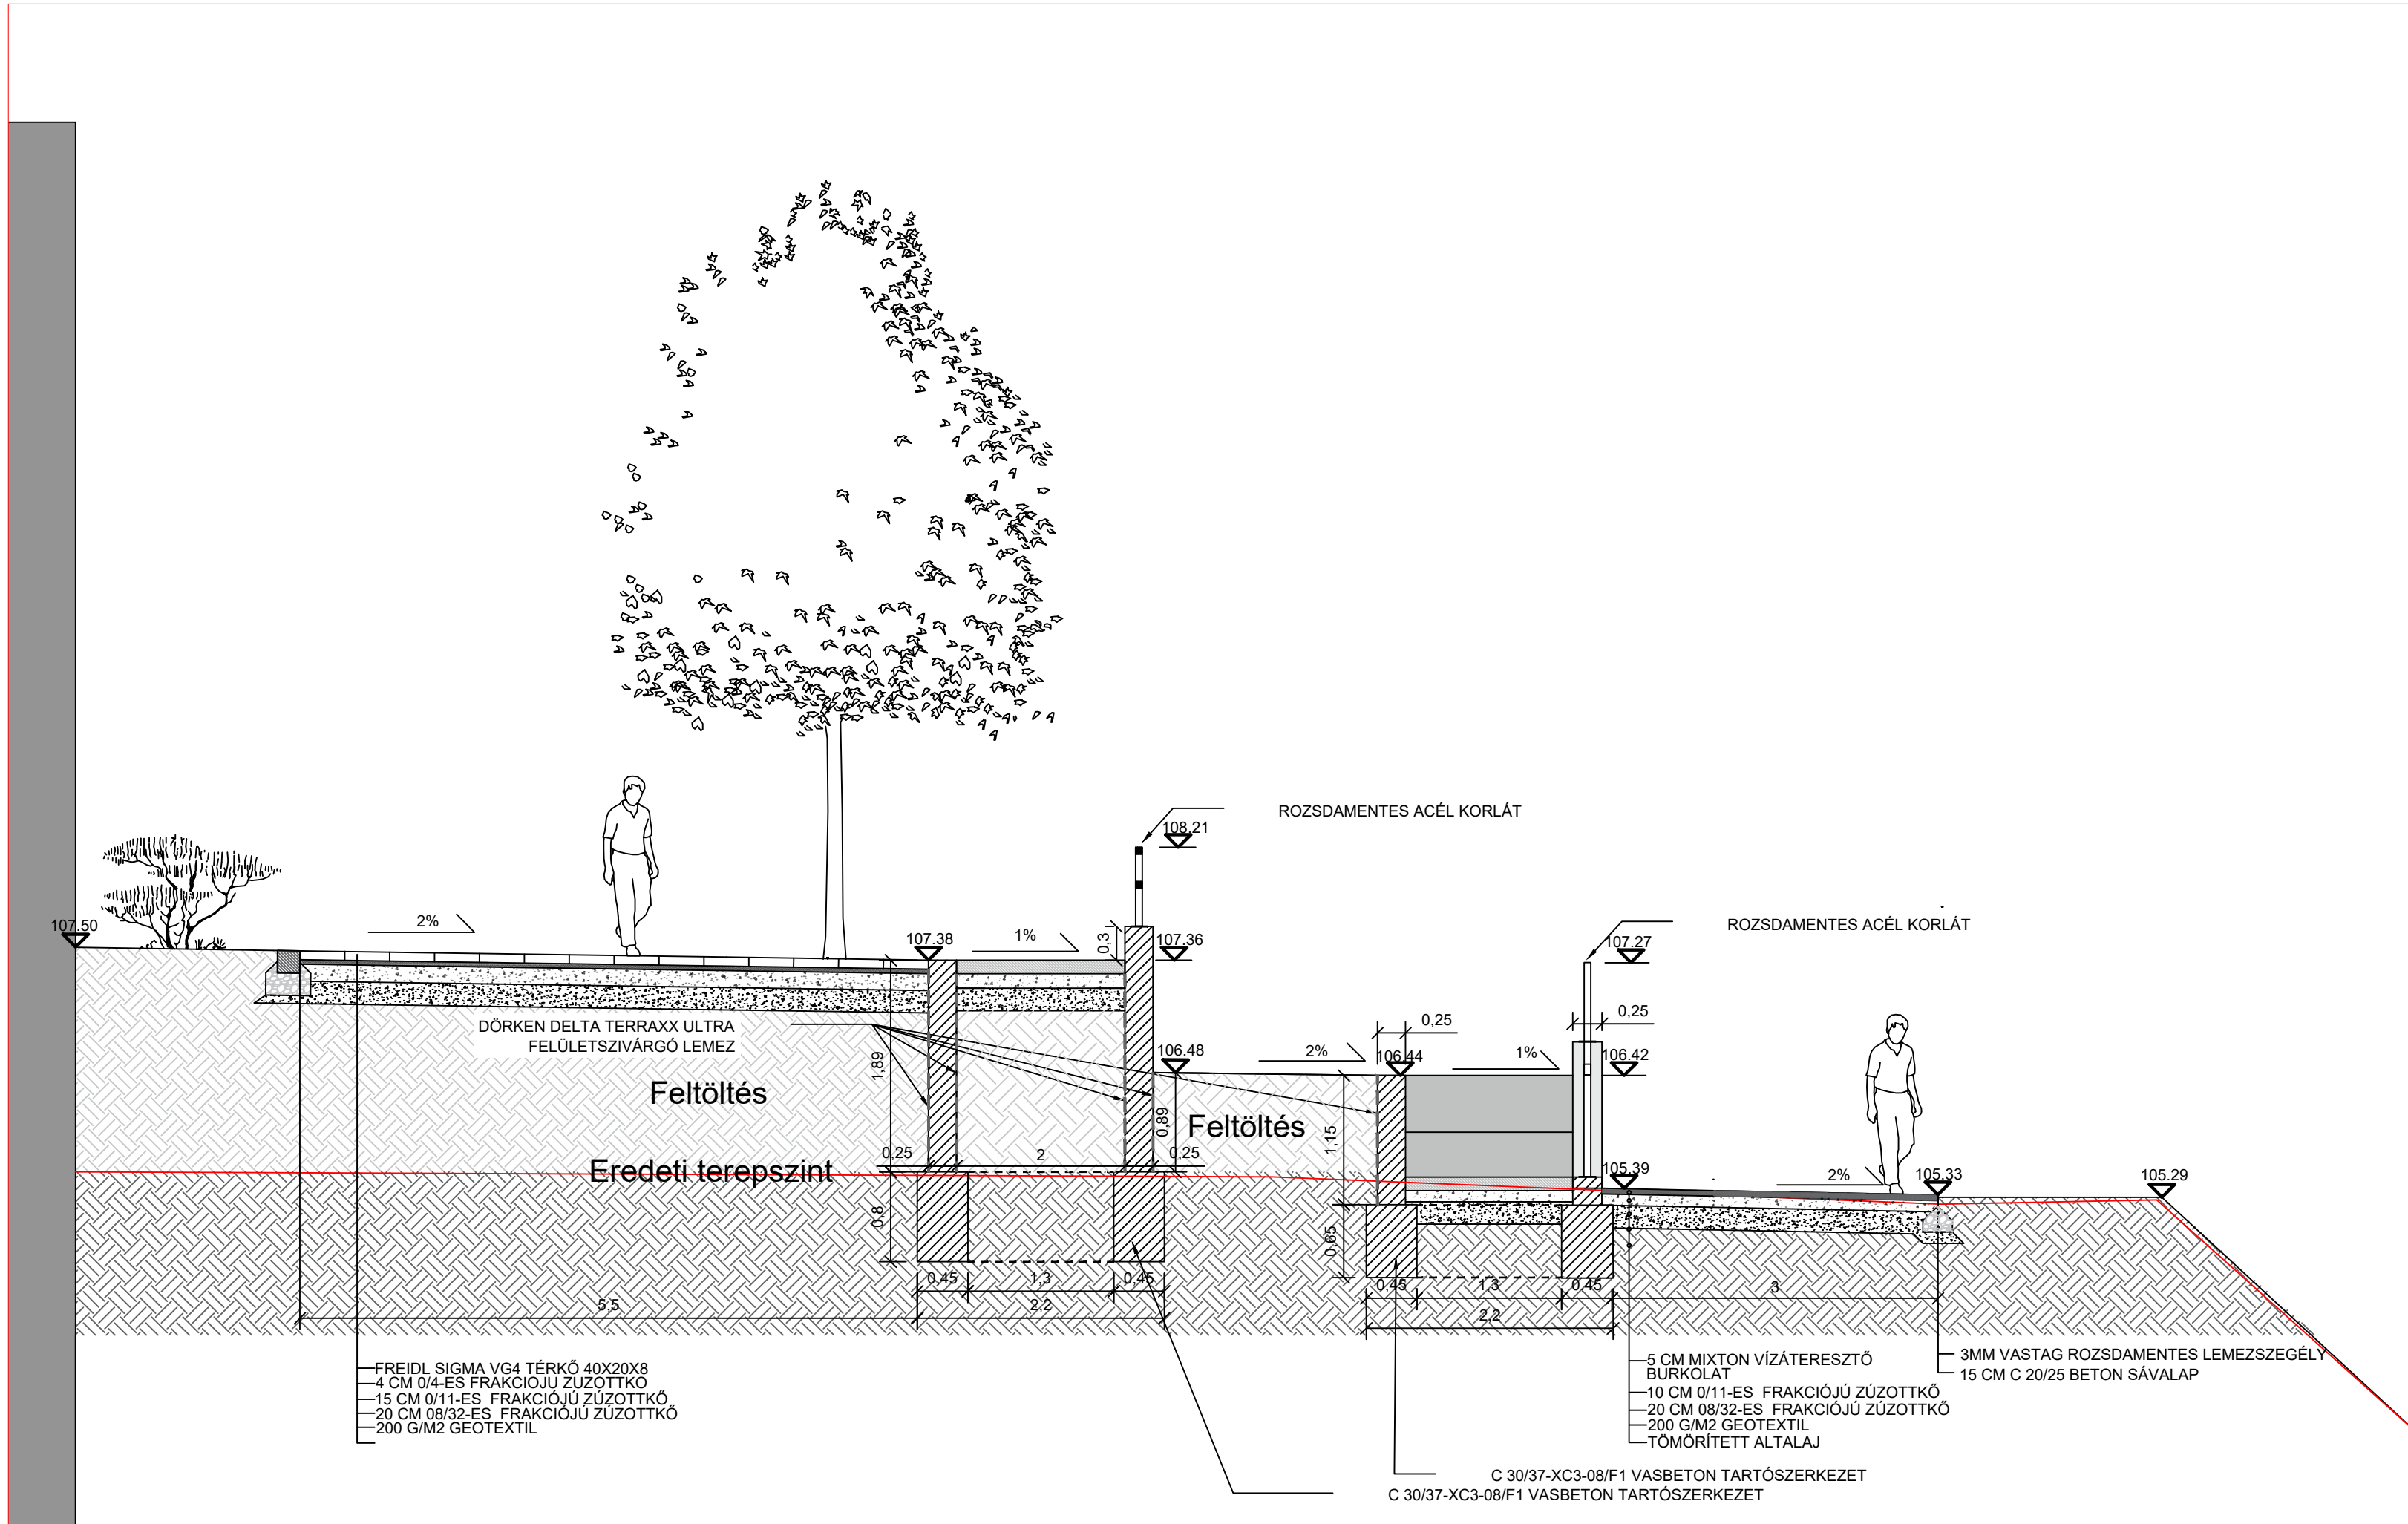 ROZSDAMENTES ACÉL KORLÁT
108.21
107.50
2%
107.38
1%
0,3
107.36
ROZSDAMENTES ACÉL KORLÁT
107.27
DÖRKEN DELTA TERRAXX ULTRA
FELÜLETSZIVÁRGÓ LEMEZ
0,25
0,25
1,89
106.48
2%
106.44
1%
106.42
Feltöltés
0,89
Feltöltés
1,15
0,25
2
0,25
Eredeti terepszint
105.39
2%
105.33
105.29
0,8
0,65
0,45
1,3
0,45
0,45
1,3
0,45
3
5,5
2,2
2,2
FREIDL SIGMA VG4 TÉRKŐ 40X20X8
4 CM 0/4-ES FRAKCIÓJÚ ZÚZOTTKŐ
15 CM 0/11-ES FRAKCIÓJÚ ZÚZOTTKŐ
20 CM 08/32-ES FRAKCIÓJÚ ZÚZOTTKŐ
200 G/M2 GEOTEXTIL
5 CM MIXTON VÍZÁTERESZTŐ
BURKOLAT
10 CM 0/11-ES FRAKCIÓJÚ ZÚZOTTKŐ
20 CM 08/32-ES FRAKCIÓJÚ ZÚZOTTKŐ
200 G/M2 GEOTEXTIL
TÖMÖRÍTETT ALTALAJ
3MM VASTAG ROZSDAMENTES LEMEZSZEGÉLY
15 CM C 20/25 BETON SÁVALAP
C 30/37-XC3-08/F1 VASBETON TARTÓSZERKEZET
C 30/37-XC3-08/F1 VASBETON TARTÓSZERKEZET